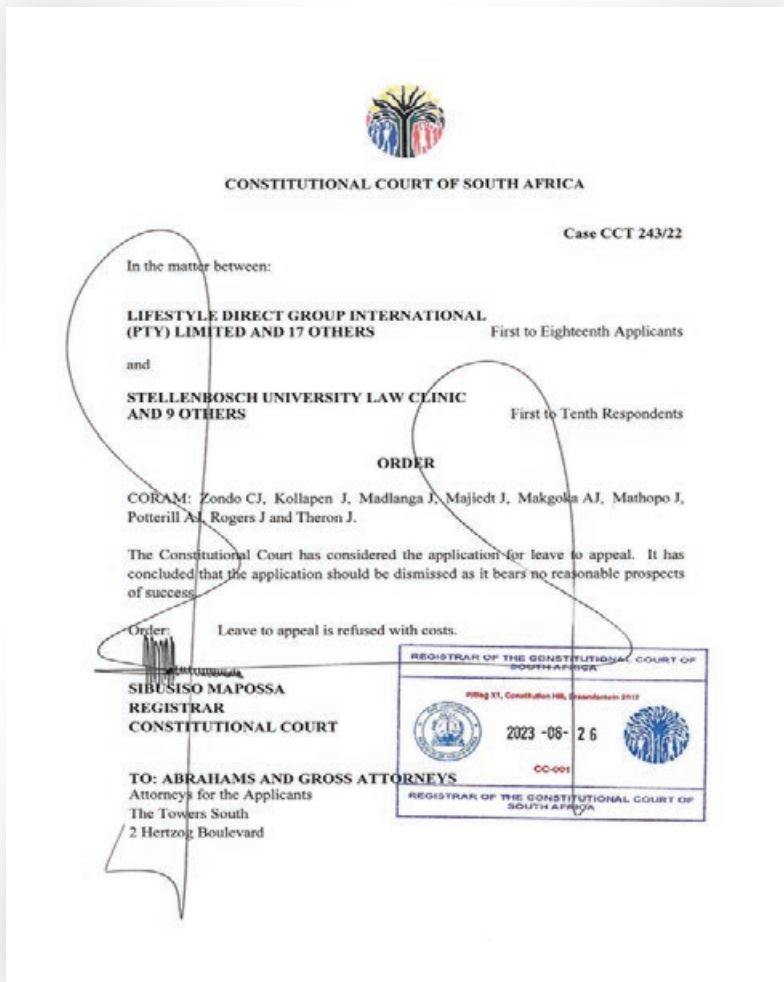 CONSTITUTIONAL COURT OF SOUTH AFRICA
Case CCT 243/22
In the matter between:
LIFESTYLE DIRECT GROUP INTERNATIONAL
(PTY) LIMITED AND 17 OTHERS First to Eighteenth Applicants
and
STELLENBOSCH UNIVERSITY LAW CLINIC
AND 9 OTHERS First to Tenth Respondents
ORDER
CORAM: Zondo CJ, Kollapen J, Madlanga J, Majiedt J, Makgoka AJ, Mathopo J,
Potterill AJ, Rogers J and Theron J.
The Constitutional Court has considered the application for leave to appeal. It has
concluded that the application should be dismissed as it bears no reasonable prospects
of success.
Order: Leave to appeal is refused with costs.
SIBUSISO MAPOSSA
REGISTRAR
CONSTITUTIONAL COURT
REGISTRAR OF THE CONSTITUTIONAL COURT OF
SOUTH AFRICA
Constitution Hill, Braamfontein 2017
2023 -06- 26
CC-001
REGISTRAR OF THE CONSTITUTIONAL COURT OF
SOUTH AFRICA
TO: ABRAHAMS AND GROSS ATTORNEYS
Attorneys for the Applicants
The Towers South
2 Hertzog Boulevard